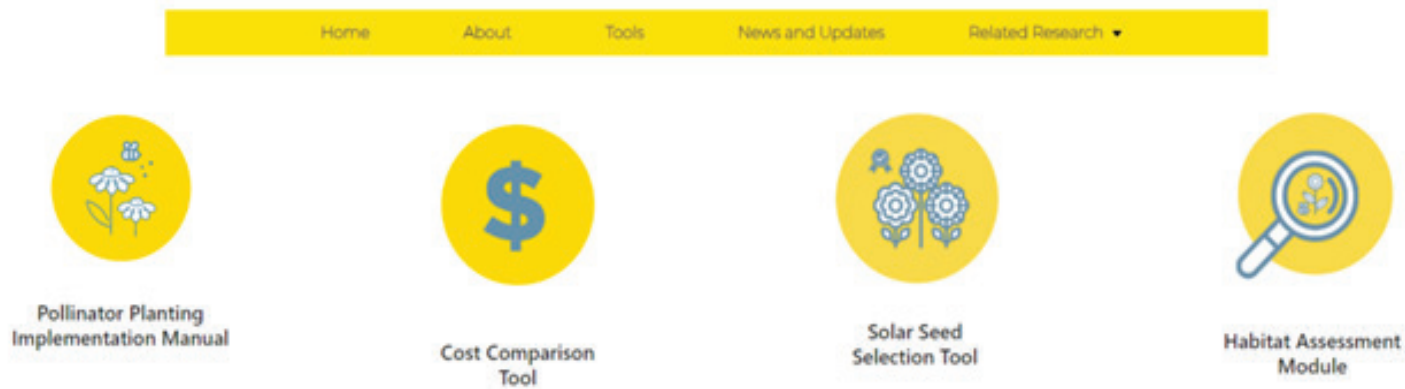 Home About Tools News and Updates Related Research
$
Pollinator Planting
Implementation Manual
Cost Comparison
Tool
Solar Seed
Selection Tool
Habitat Assessment
Module